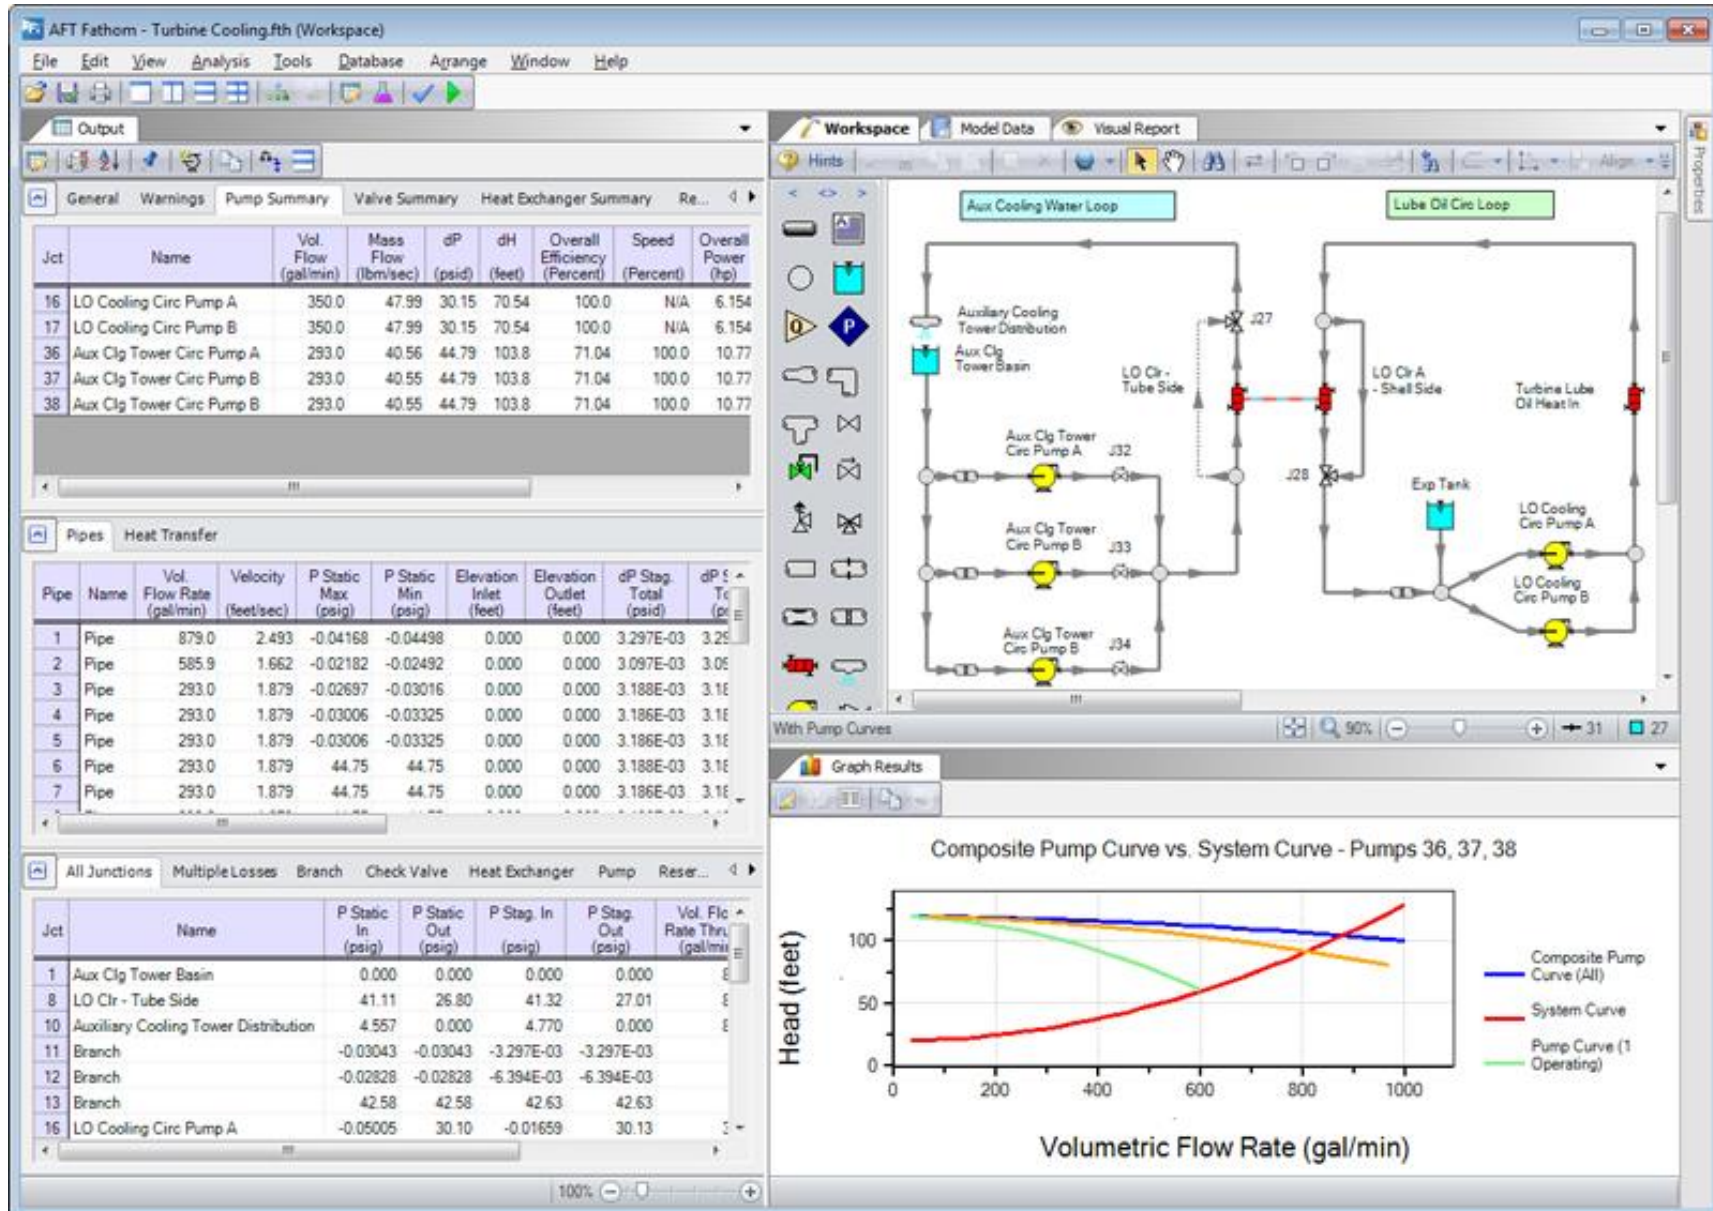 AFT Fathom - Turbine Cooling.fth (Workspace)
File Edit View Analysis Tools Database Arrange Window Help
Output
General Warnings Pump Summary Valve Summary Heat Exchanger Summary Re...
Jct Name Vol. Flow (gal/min) Mass Flow (lbm/sec) dP (psid) dH (feet) Overall Efficiency (Percent) Speed (Percent) Overall Power (hp)
16 LO Cooling Circ Pump A 350.0 47.99 30.15 70.54 100.0 N/A 6.154
17 LO Cooling Circ Pump B 350.0 47.99 30.15 70.54 100.0 N/A 6.154
36 Aux Clg Tower Circ Pump A 293.0 40.56 44.79 103.8 71.04 100.0 10.77
37 Aux Clg Tower Circ Pump B 293.0 40.55 44.79 103.8 71.04 100.0 10.77
38 Aux Clg Tower Circ Pump B 293.0 40.55 44.79 103.8 71.04 100.0 10.77
Pipes Heat Transfer
Pipe Name Vol. Flow Rate (gal/min) Velocity (feet/sec) P Static Max (psig) P Static Min (psig) Elevation Inlet (feet) Elevation Outlet (feet) dP Stag. Total (psid)
1 Pipe 879.0 2.493 -0.04168 -0.04498 0.000 0.000 3.297E-03 3.29
2 Pipe 585.9 1.662 -0.02182 -0.02492 0.000 0.000 3.097E-03 3.09
3 Pipe 293.0 1.879 -0.02697 -0.03016 0.000 0.000 3.188E-03 3.18
4 Pipe 293.0 1.879 -0.03006 -0.03325 0.000 0.000 3.186E-03 3.18
5 Pipe 293.0 1.879 -0.03006 -0.03325 0.000 0.000 3.186E-03 3.18
6 Pipe 293.0 1.879 44.75 44.75 0.000 0.000 3.188E-03 3.18
7 Pipe 293.0 1.879 44.75 44.75 0.000 0.000 3.186E-03 3.18
All Junctions Multiple Losses Branch Check Valve Heat Exchanger Pump Reser...
Jct Name P Static In (psig) P Static Out (psig) P Stag. In (psig) P Stag. Out (psig) Vol. Flo Rate Thru (gal/min
1 Aux Clg Tower Basin 0.000 0.000 0.000 0.000
8 LO Clr - Tube Side 41.11 26.80 41.32 27.01
10 Auxiliary Cooling Tower Distribution 4.557 0.000 4.770 0.000
11 Branch -0.03043 -0.03043 -3.297E-03 -3.297E-03
12 Branch -0.02828 -0.02828 -6.394E-03 -6.394E-03
13 Branch 42.58 42.58 42.63 42.63
16 LO Cooling Circ Pump A -0.05005 30.10 -0.01659 30.13
100%
Workspace Model Data Visual Report
Hints Align
Properties
Aux Cooling Water Loop
Lube Oil Circ Loop
Auxiliary Cooling
Tower Distribution
Aux Clg
Tower Basin
J27
LO Clr -
Tube Side
LO Clr A
- Shell Side
Turbine Lube
Oil Heat In
Aux Clg Tower
Circ Pump A
J32
J28
Exp Tank
LO Cooling
Circ Pump A
Aux Clg Tower
Circ Pump B
J33
LO Cooling
Circ Pump B
Aux Clg Tower
Circ Pump B
J34
Q
P
With Pump Curves
90% 31 27
Graph Results
Composite Pump Curve vs. System Curve - Pumps 36, 37, 38
Head (feet)
100
50
0
0 200 400 600 800 1000
Volumetric Flow Rate (gal/min)
Composite Pump
Curve (All)
System Curve
Pump Curve (1
Operating)